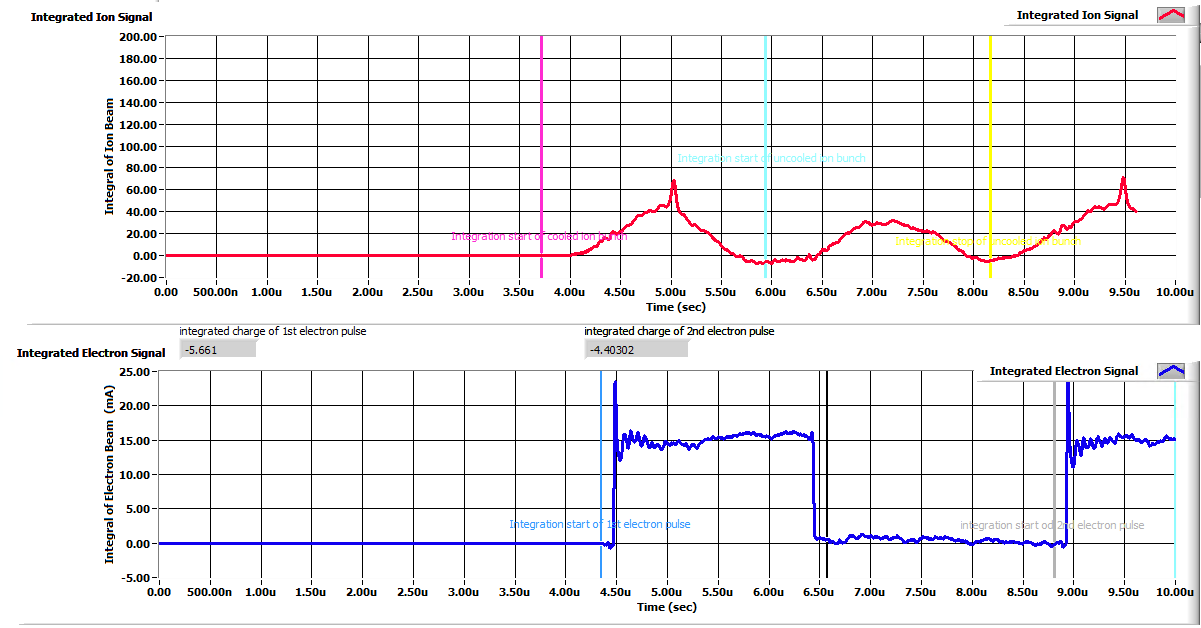 Integrated Ion Signal
Integrated Ion Signal
200.00
180.00
160.00
140.00
120.00
100.00
80.00
60.00
40.00
20.00
0.00
-20.00
Integral of Ion Beam
Integration start of uncooled ion bunch
Integration start of cooled ion bunch
Integration stop of uncooled ion bunch
0.00 500.00n 1.00u 1.50u 2.00u 2.50u 3.00u 3.50u 4.00u 4.50u 5.00u 5.50u 6.00u 6.50u 7.00u 7.50u 8.00u 8.50u 9.00u 9.50u 10.00u
Time (sec)
integrated charge of 1st electron pulse
-5.661
integrated charge of 2nd electron pulse
-4.40302
Integrated Electron Signal
Integrated Electron Signal
25.00
20.00
15.00
10.00
5.00
0.00
-5.00
Integral of Electron Beam (mA)
Integration start of 1st electron pulse
integration start od 2nd electron pulse
0.00 500.00n 1.00u 1.50u 2.00u 2.50u 3.00u 3.50u 4.00u 4.50u 5.00u 5.50u 6.00u 6.50u 7.00u 7.50u 8.00u 8.50u 9.00u 9.50u 10.00u
Time (sec)